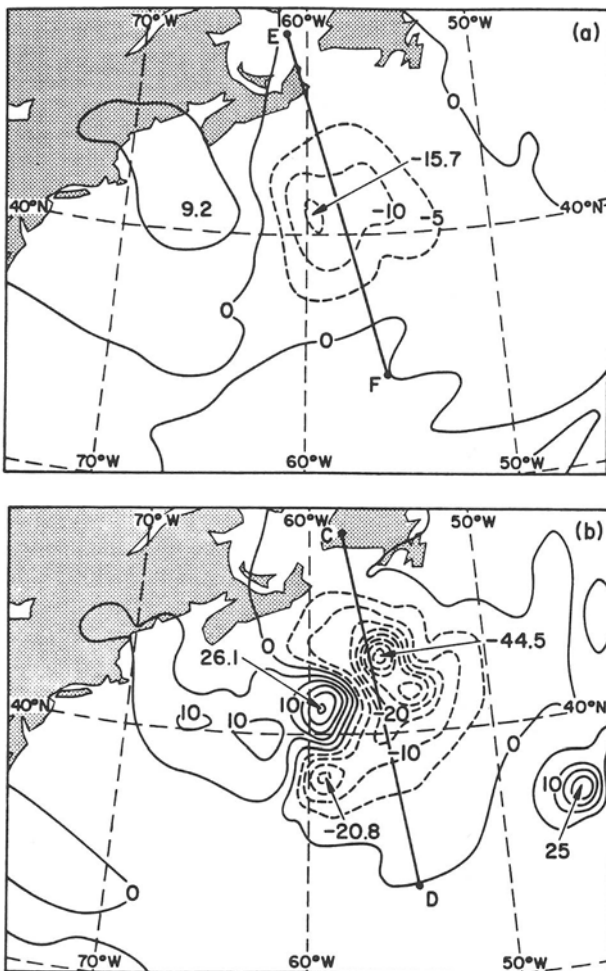 70°W 60°W 50°W (a)
E
0
-15.7
40°N 9.2 -10 -5 40°N
0 0
F
70°W 60°W 50°W
70°W 60°W 50°W (b)
C
0 -44.5
26.1
10 10 10 20 40°N
40°N -10 0
10
-20.8 25
0 D
70°W 60°W 50°W